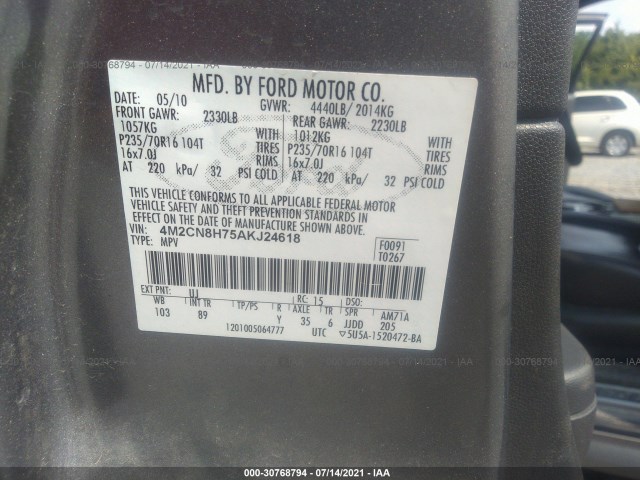 000-30768794 - 07/14/2021 - IAA
MFD. BY FORD MOTOR CO.
DATE: 05/10 GVWR: 4440LB/ 2014KG
FRONT GAWR: 2330LB REAR GAWR: 2230LB
1057KG WITH 1012KG WITH
P235/70R16 104T TIRES P235/70R16 104T TIRES
16x7.0J RIMS 16x7.0J RIMS
AT 220 kPa/ 32 PSI COLD AT 220 kPa/ 32 PSI COLD
THIS VEHICLE CONFORMS TO ALL APPLICABLE FEDERAL MOTOR
VEHICLE SAFETY AND THEFT PREVENTION STANDARDS IN
EFFECT ON THE DATE OF MANUFACTURE SHOWN ABOVE.
VIN: 4M2CN8H75AKJ24618
TYPE: MPV
F0091
T0267
Ford
EXT PNT: UJ RC: 15 DSO:
WB INT TR TP/PS R AXLE TR SPR AM71A
103 89 Y 35 6 JJDD 205
1201005064777 UTC ▽5U5A-1520472-BA
000-30768794 - 07/14/2021 - IAA